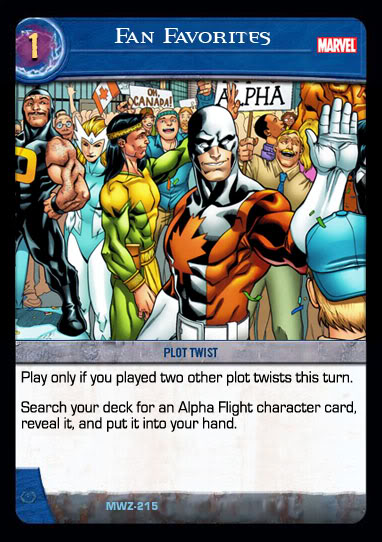 1
FAN FAVORITES
MARVEL
OH, CANADA!
ALPHA
PLOT TWIST
Play only if you played two other plot twists this turn.
Search your deck for an Alpha Flight character card,
reveal it, and put it into your hand.
MWZ-215